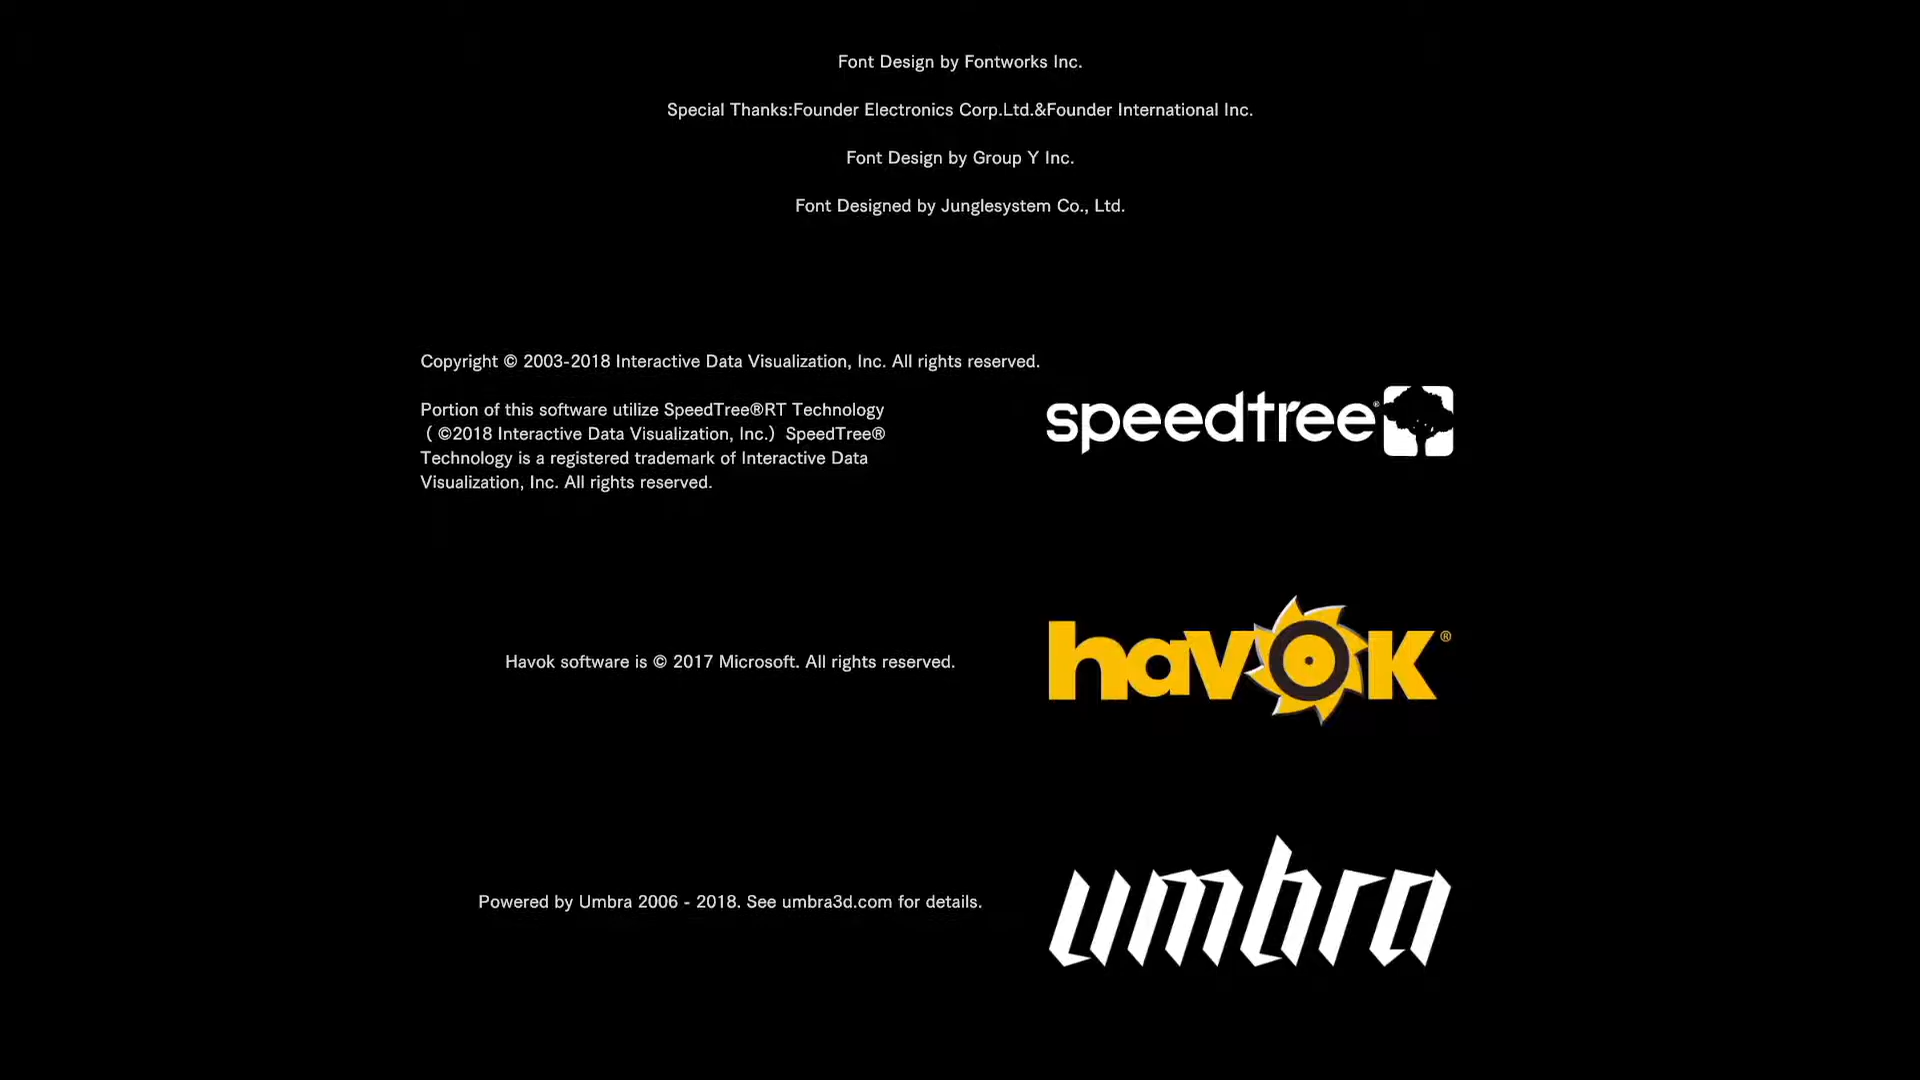 Font Design by Fontworks Inc.
Special Thanks:Founder Electronics Corp.Ltd.&Founder International Inc.
Font Design by Group Y Inc.
Font Designed by Junglesystem Co., Ltd.
Copyright © 2003-2018 Interactive Data Visualization, Inc. All rights reserved.
Portion of this software utilize SpeedTree®RT Technology
( ©2018 Interactive Data Visualization, Inc.) SpeedTree®
Technology is a registered trademark of Interactive Data
Visualization, Inc. All rights reserved.
speedtree®
Havok software is © 2017 Microsoft. All rights reserved.
havok®
Powered by Umbra 2006 - 2018. See umbra3d.com for details.
umbra